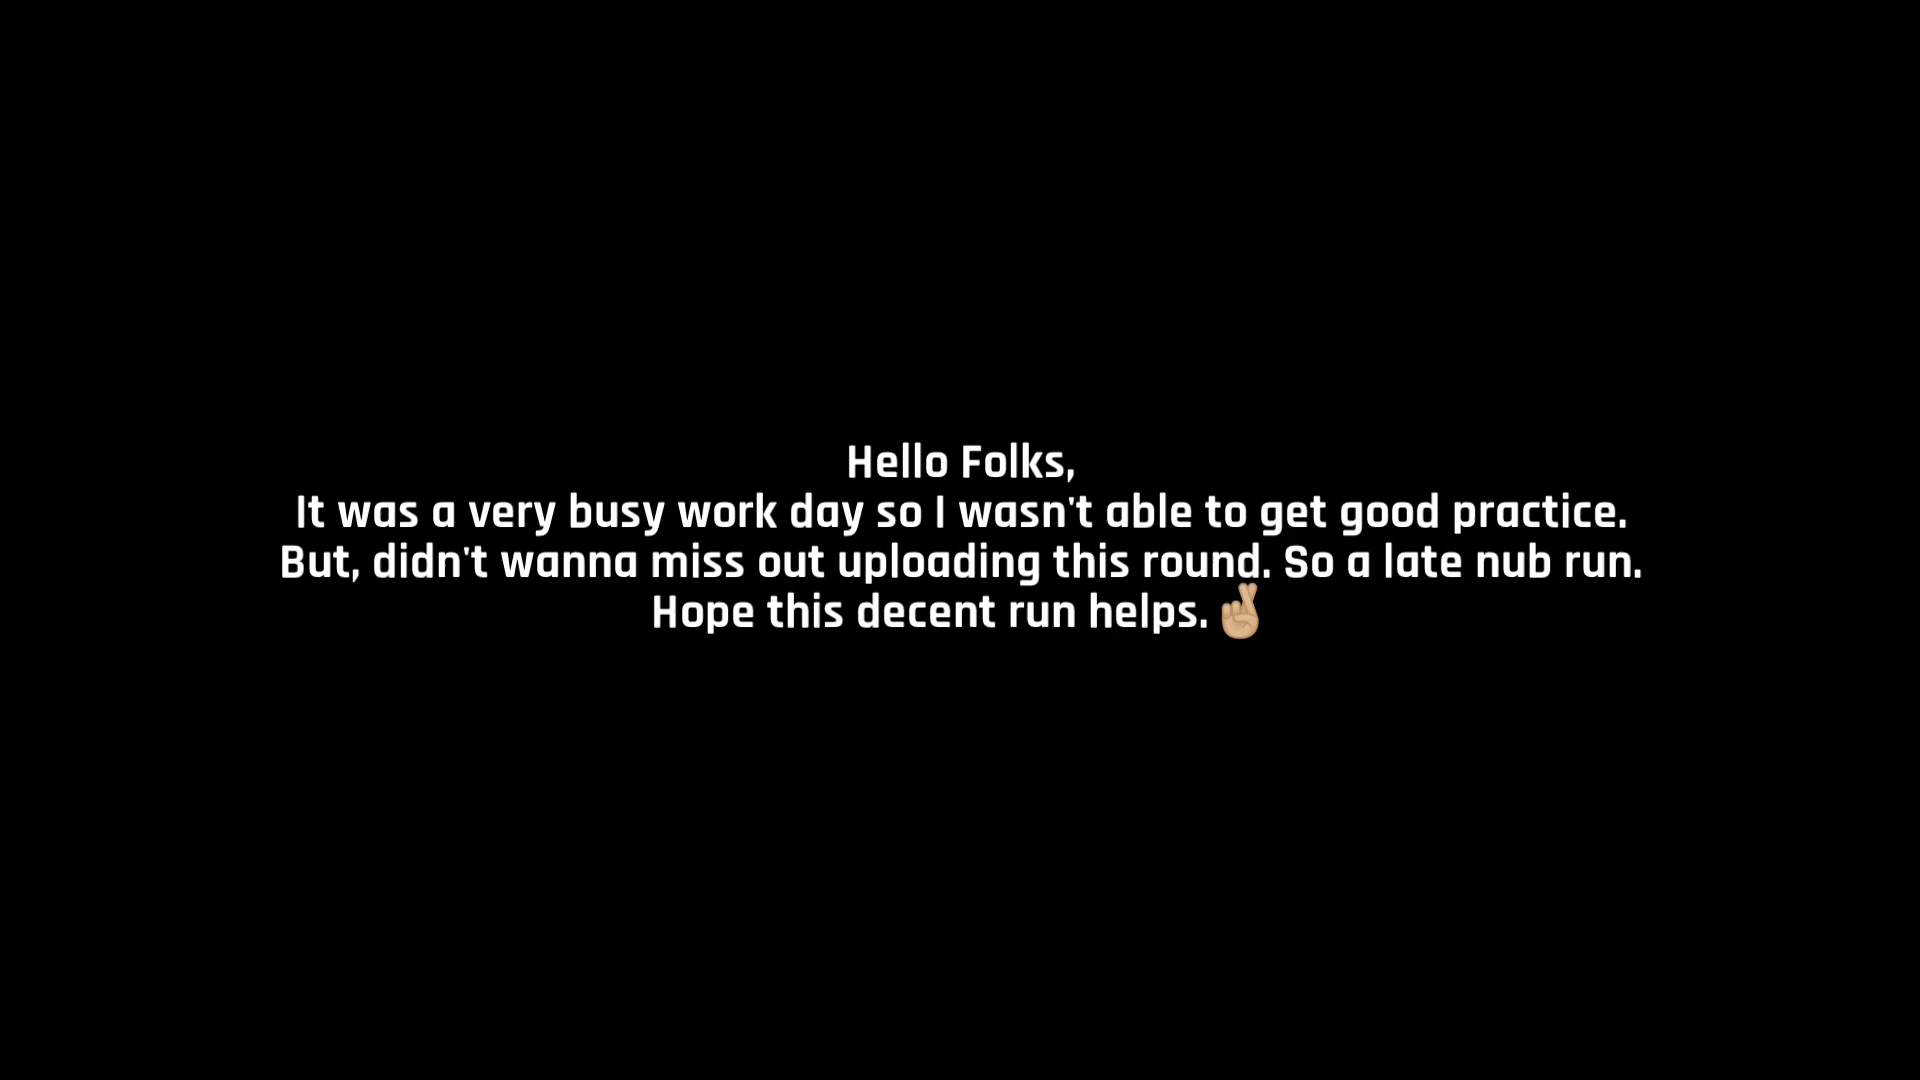 Hello Folks,
It was a very busy work day so I wasn't able to get good practice.
But, didn't wanna miss out uploading this round. So a late nub run.
Hope this decent run helps.🤞🏼